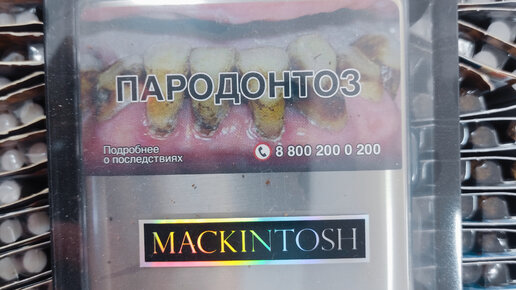 ПАРОДОНТОЗ
Подробнее
о последствиях
8 800 200 0 200
MACKINTOSH